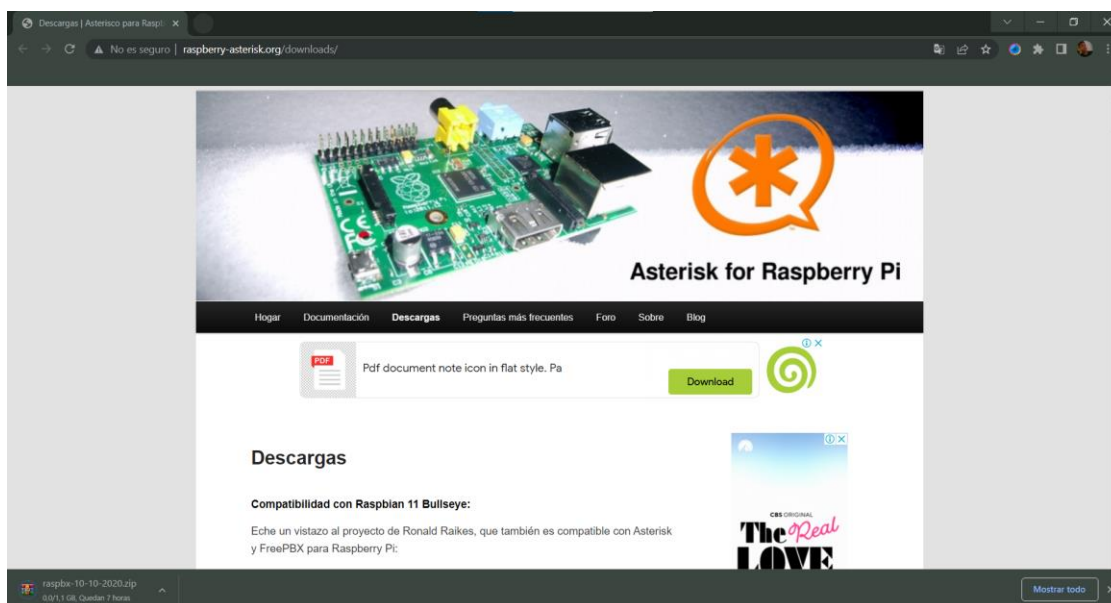 Descargas | Asterisco para Raspb
No es seguro | raspberry-asterisk.org/downloads/
Asterisk for Raspberry Pi
Hogar Documentación Descargas Preguntas más frecuentes Foro Sobre Blog
PDF
Pdf document note icon in flat style. Pa
Download
Descargas
Compatibilidad con Raspbian 11 Bullseye:
Eche un vistazo al proyecto de Ronald Raikes, que también es compatible con Asterisk
y FreePBX para Raspberry Pi:
CBS ORIGINAL
The Real
LOVE
raspbx-10-10-2020.zip
0,0/1,1 GB, Quedan 7 horas
Mostrar todo